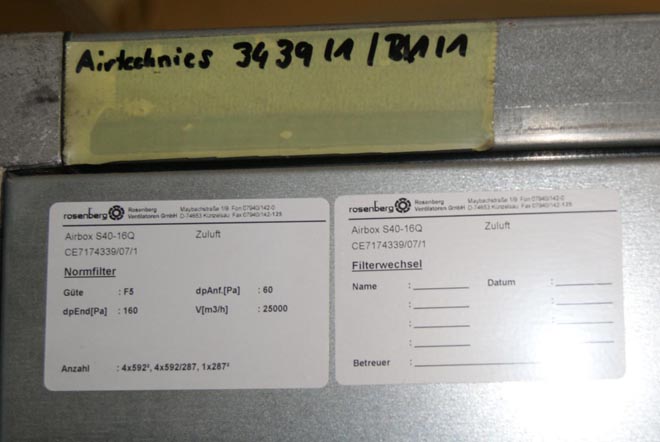 Airtechnics 343911/B111
rosenberg Rosenberg Maybachstraße 1/9 Fon 07940/142-0
Ventilatoren GmbH D-74653 Künzelsau Fax 07940/142-125
Airbox S40-16Q Zuluft
CE7174339/07/1
Normfilter
Güte : F5 dpAnf.[Pa] : 60
dpEnd[Pa] : 160 V[m3/h] : 25000
Anzahl : 4x592², 4x592/287, 1x287²
rosenberg Rosenberg Maybachstraße 1/9 Fon 07940/142-0
Ventilatoren GmbH D-74653 Künzelsau Fax 07940/142-125
Airbox S40-16Q Zuluft
CE7174339/07/1
Filterwechsel
Name : Datum :
: :
: :
: :
Betreuer :